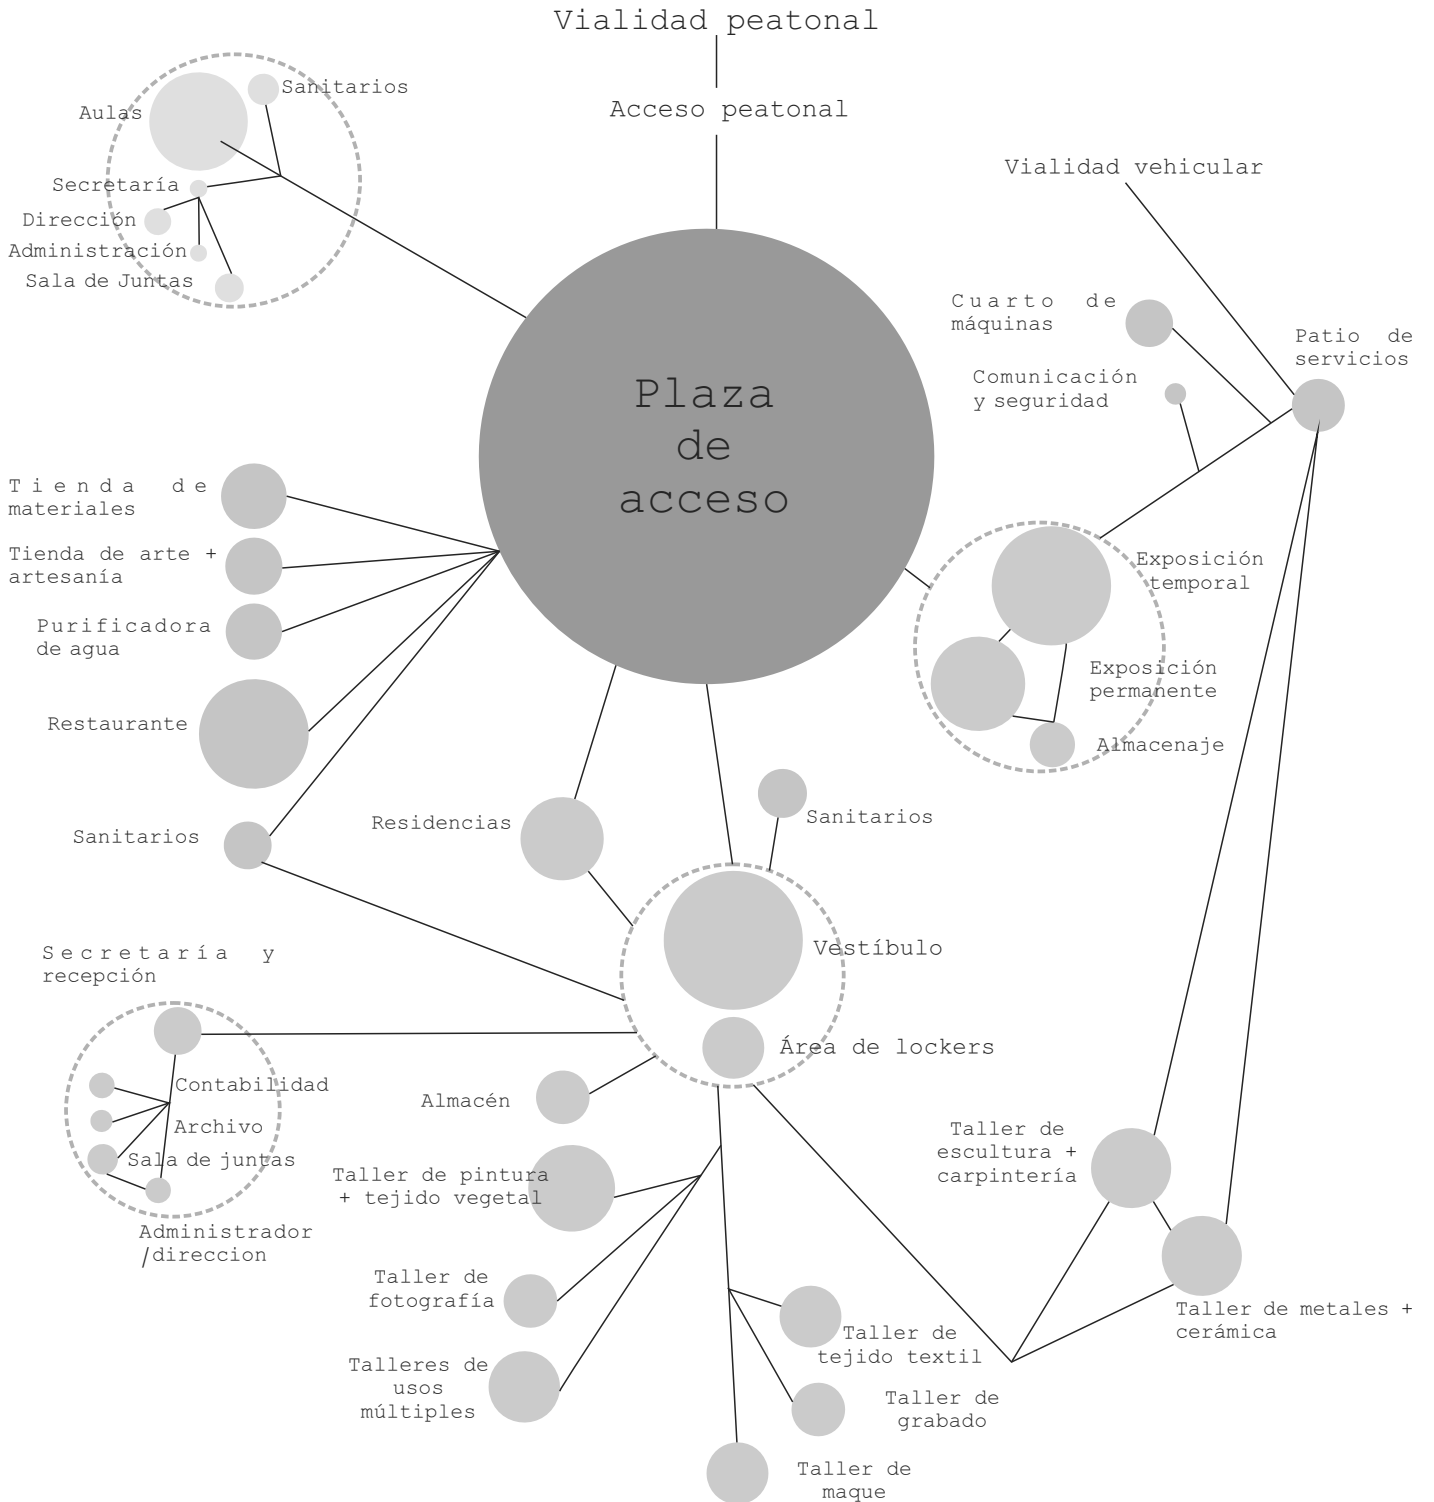 Vialidad peatonal
Acceso peatonal
Sanitarios
Aulas
Secretaría
Dirección
Administración
Sala de Juntas
Vialidad vehicular
Cuarto de
máquinas
Patio de
servicios
Comunicación
y seguridad
Plaza
de
acceso
Tienda de
materiales
Tienda de arte +
artesanía
Purificadora
de agua
Restaurante
Sanitarios
Exposición
temporal
Exposición
permanente
Almacenaje
Residencias
Sanitarios
Vestíbulo
Área de lockers
Secretaría y
recepción
Contabilidad
Archivo
Sala de juntas
Administrador
/direccion
Almacén
Taller de pintura
+ tejido vegetal
Taller de
fotografía
Talleres de
usos
múltiples
Taller de
escultura +
carpintería
Taller de metales +
cerámica
Taller de
tejido textil
Taller de
grabado
Taller de
maque